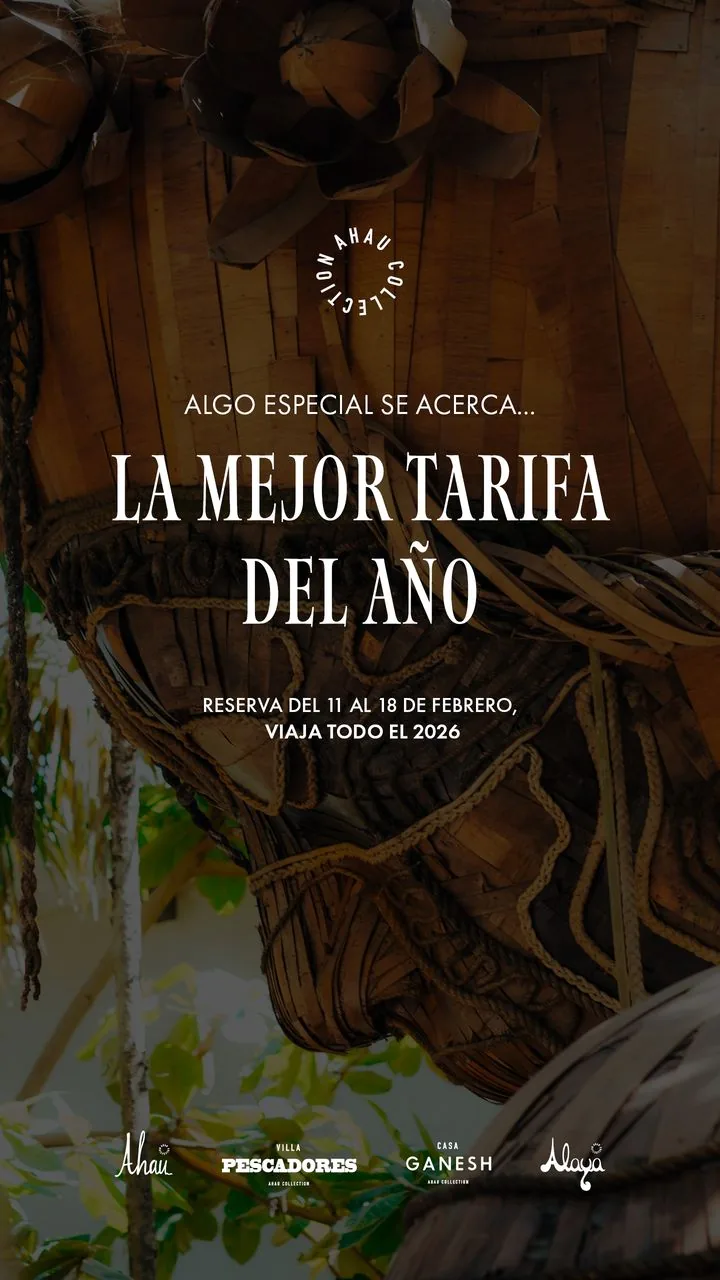 AHAU COLLECTION
ALGO ESPECIAL SE ACERCA...
LA MEJOR TARIFA
DEL AÑO
RESERVA DEL 11 AL 18 DE FEBRERO,
VIAJA TODO EL 2026
Ahau
VILLA
PESCADORES
AHAU COLLECTION
CASA
GANESH
AHAU COLLECTION
Alaya